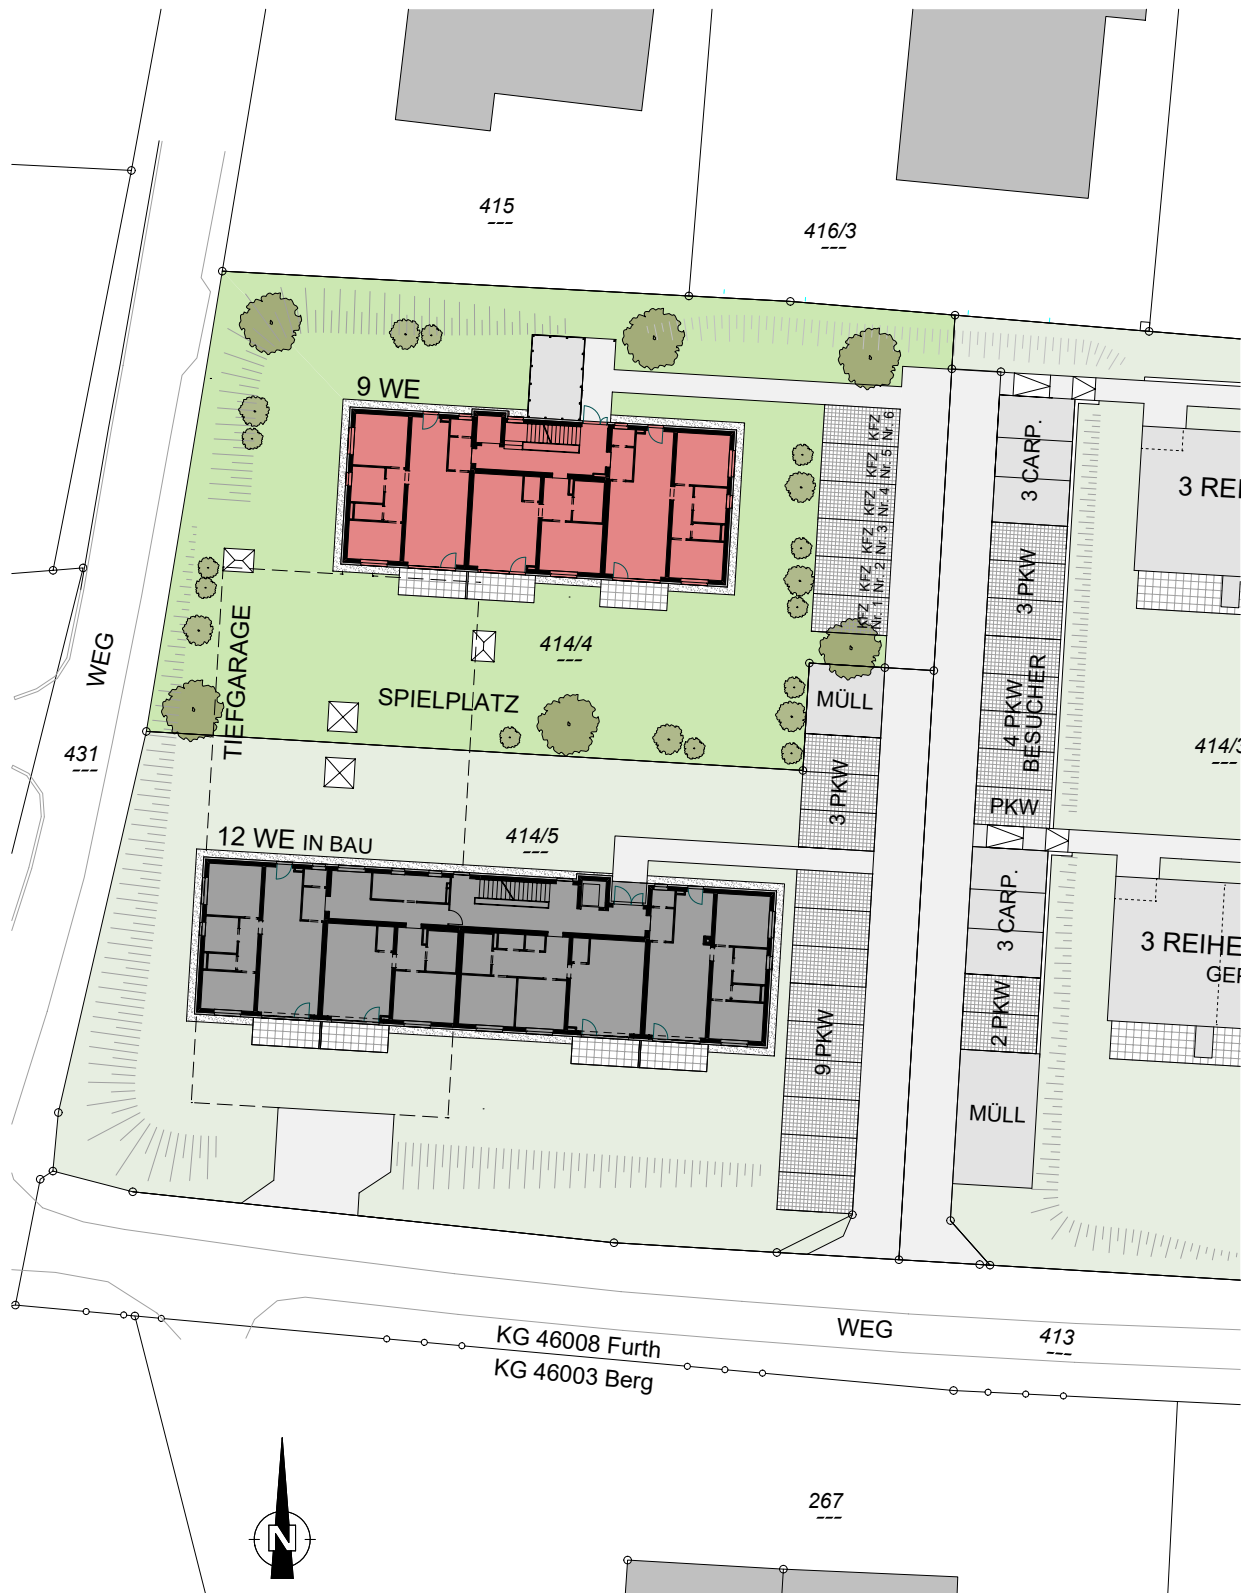 415
416/3
9 WE
KFZ Nr. 1
KFZ Nr. 2
KFZ Nr. 3
KFZ Nr. 4
KFZ Nr. 5
KFZ Nr. 6
3 CARP.
3 REI
3 PKW
WEG
TIEFGARAGE
414/4
SPIELPLATZ
MÜLL
4 PKW
BESUCHER
431
414/3
3 PKW
PKW
12 WE IN BAU
414/5
3 CARP.
3 REIHE
GER
9 PKW
2 PKW
MÜLL
WEG
413
KG 46008 Furth
KG 46003 Berg
267
N